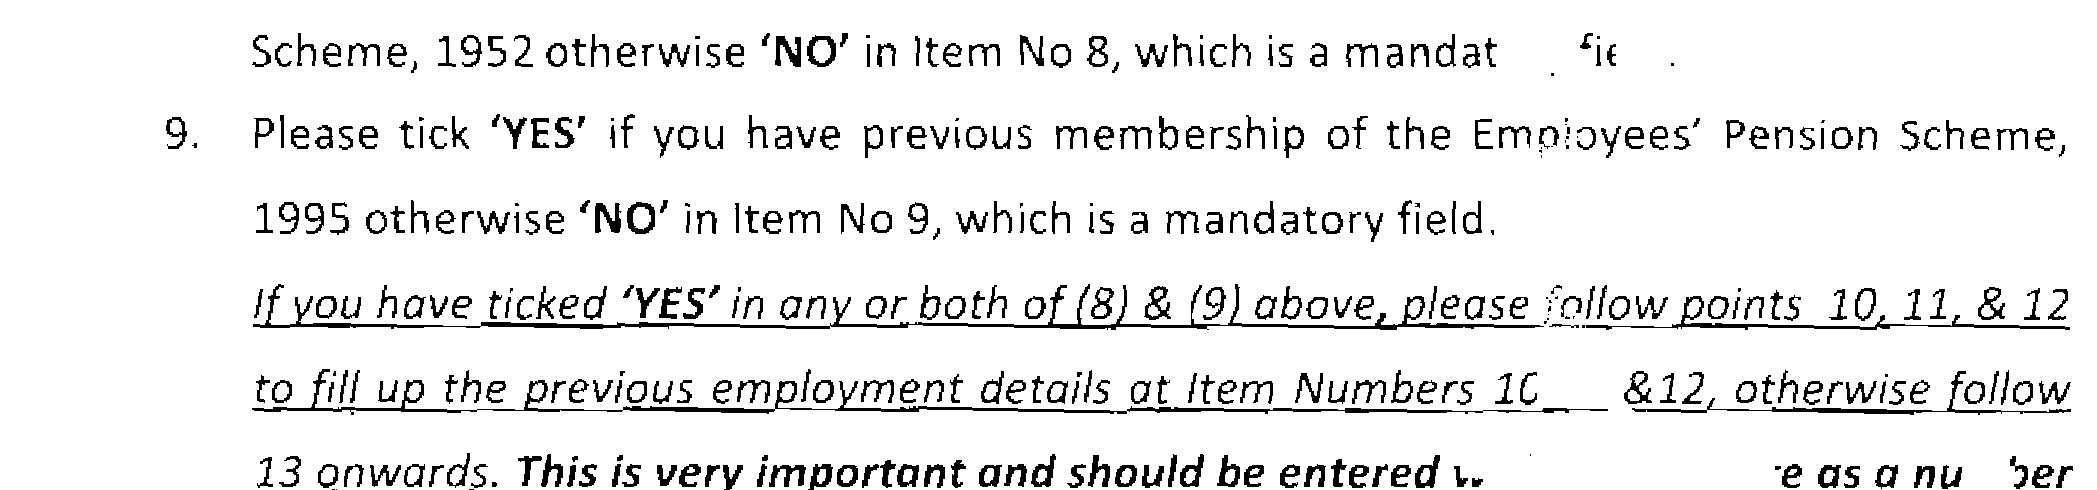 Scheme, 1952 otherwise ‘NO’ in Item No 8, which is a
9. Please tick ‘YES’ if you have previous membership of the Employees’ Pension Scheme,
1995 otherwise ‘NO’ in Item No 9, which is a mandatory field.
If you have ticked ‘YES’ in any or both of (8) & (9) above, please follow points 10, 11, & 12
to fill up the previous employment details at Item Numbers &12, otherwise follow
13 onwards. This is very important and should be entered as a